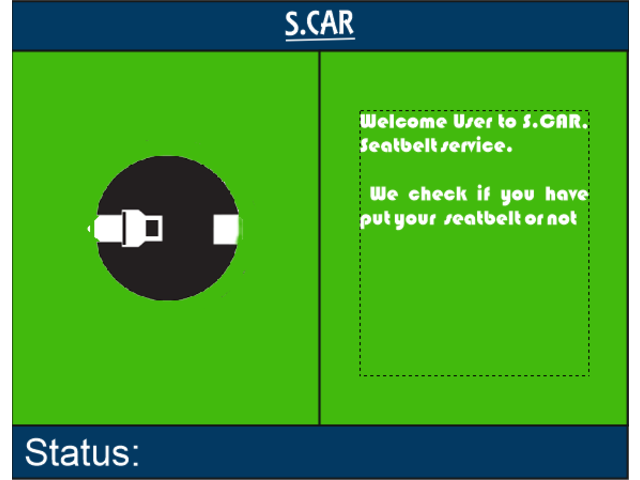 S.CAR
Welcome User to S.CAR.
Seatbelt service.
We check if you have
put your seatbelt or not
Status: